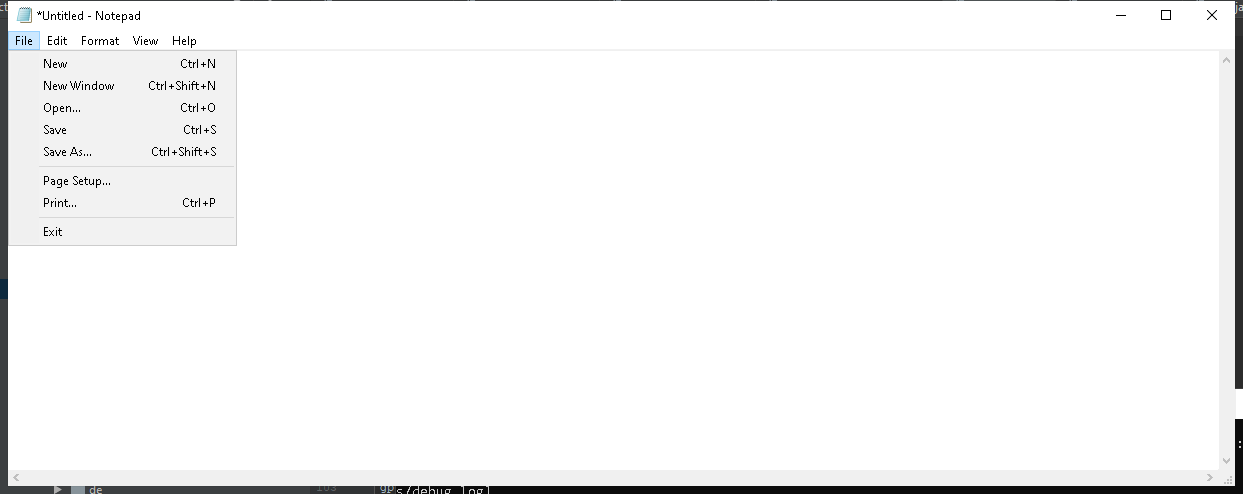 *Untitled - Notepad
File Edit Format View Help
New Ctrl+N
New Window Ctrl+Shift+N
Open... Ctrl+O
Save Ctrl+S
Save As... Ctrl+Shift+S
Page Setup... 
Print... Ctrl+P
Exit
de 103 s/debug.log]